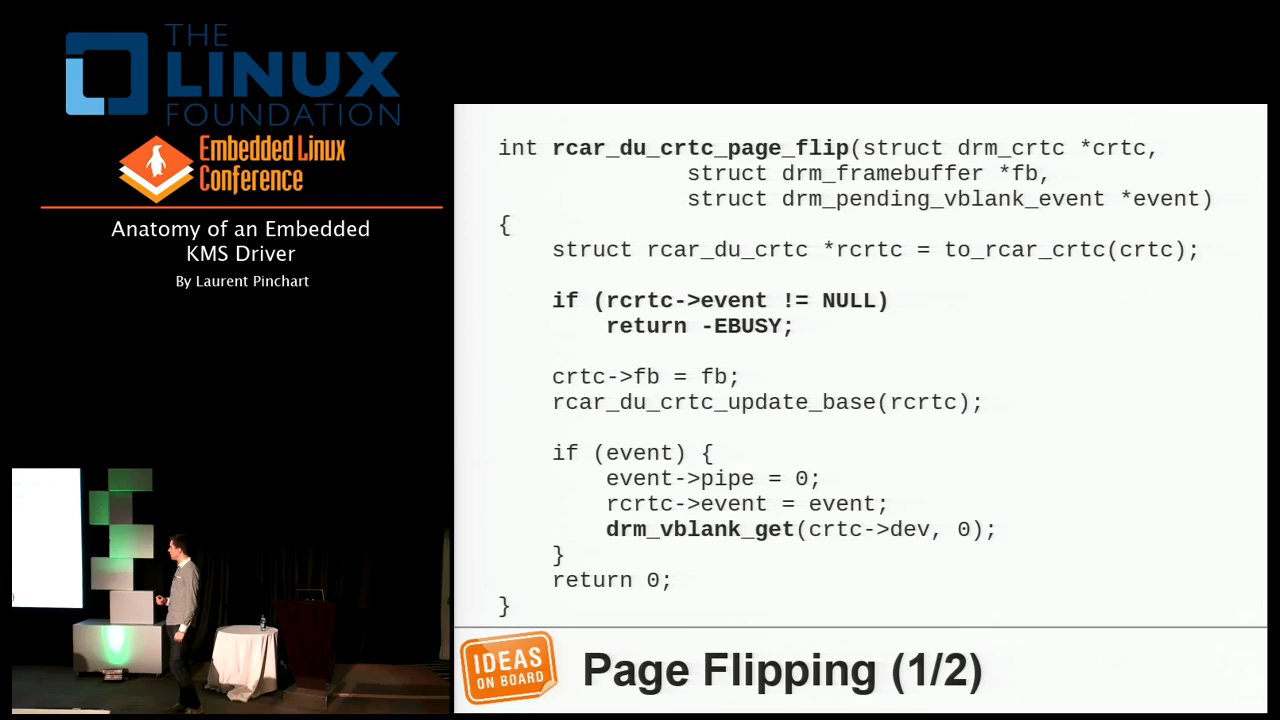 THE
LINUX
FOUNDATION
Embedded Linux
Conference
Anatomy of an Embedded
KMS Driver
By Laurent Pinchart
int rcar_du_crtc_page_flip(struct drm_crtc *crtc,
struct drm_framebuffer *fb,
struct drm_pending_vblank_event *event)
{
struct rcar_du_crtc *rcrtc = to_rcar_crtc(crtc);
if (rcrtc->event != NULL)
return -EBUSY;
crtc->fb = fb;
rcar_du_crtc_update_base(rcrtc);
if (event) {
event->pipe = 0;
rcrtc->event = event;
drm_vblank_get(crtc->dev, 0);
}
return 0;
}
IDEAS
ON BOARD
Page Flipping (1/2)